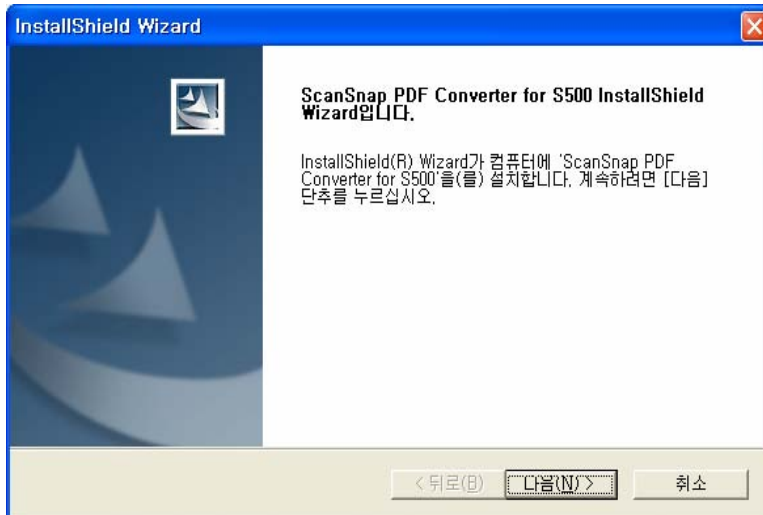 InstallShield Wizard
ScanSnap PDF Converter for S500 InstallShield
Wizard입니다.
InstallShield(R) Wizard가 컴퓨터에 'ScanSnap PDF
Converter for S500'을(를) 설치합니다. 계속하려면 [다음]
단추를 누르십시오.
< 뒤로(B)
다음(N) >
취소